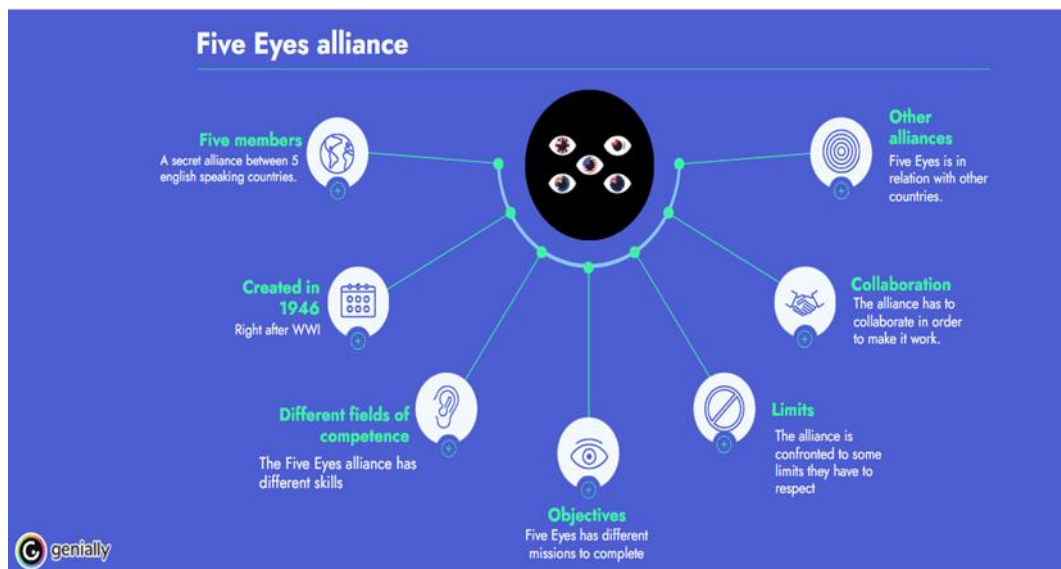 Five Eyes alliance
Five members
A secret alliance between 5
english speaking countries.
Created in
1946
Right after WWI
Different fields of
competence
The Five Eyes alliance has
different skills
Objectives
Five Eyes has different
missions to complete
Limits
The alliance is
confronted to some
limits they have to
respect
Collaboration
The alliance has to
collaborate in order
to make it work.
Other
alliances
Five Eyes is in
relation with other
countries.
genially